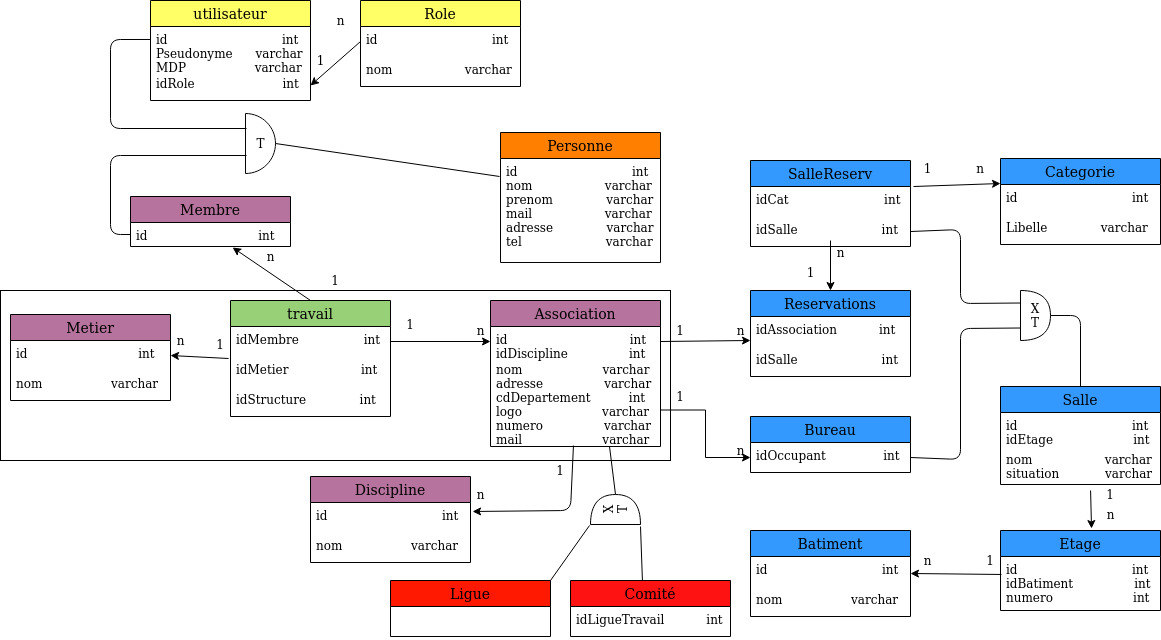 utilisateur
id int
Pseudonyme varchar
MDP varchar
idRole int
Role
id int
nom varchar
n
1
T
Personne
id int
nom varchar
prenom varchar
mail varchar
adresse varchar
tel varchar
Membre
id int
n
1
SalleReserv
idCat int
idSalle int
1 n
Categorie
id int
Libelle varchar
n
1
Metier
id int
nom varchar
n 1
travail
idMembre int
idMetier int
idStructure int
1 n
Association
id int
idDiscipline int
nom varchar
adresse varchar
cdDepartement int
logo varchar
numero varchar
mail varchar
1 n
Reservations
idAssociation int
idSalle int
X
T
1
n
Bureau
idOccupant int
Salle
id int
idEtage int
nom varchar
situation varchar
1
n
Discipline
id int
nom varchar
1
n
X T
Batiment
id int
nom varchar
n 1
Etage
id int
idBatiment int
numero int
Ligue
Comité
idLigueTravail int